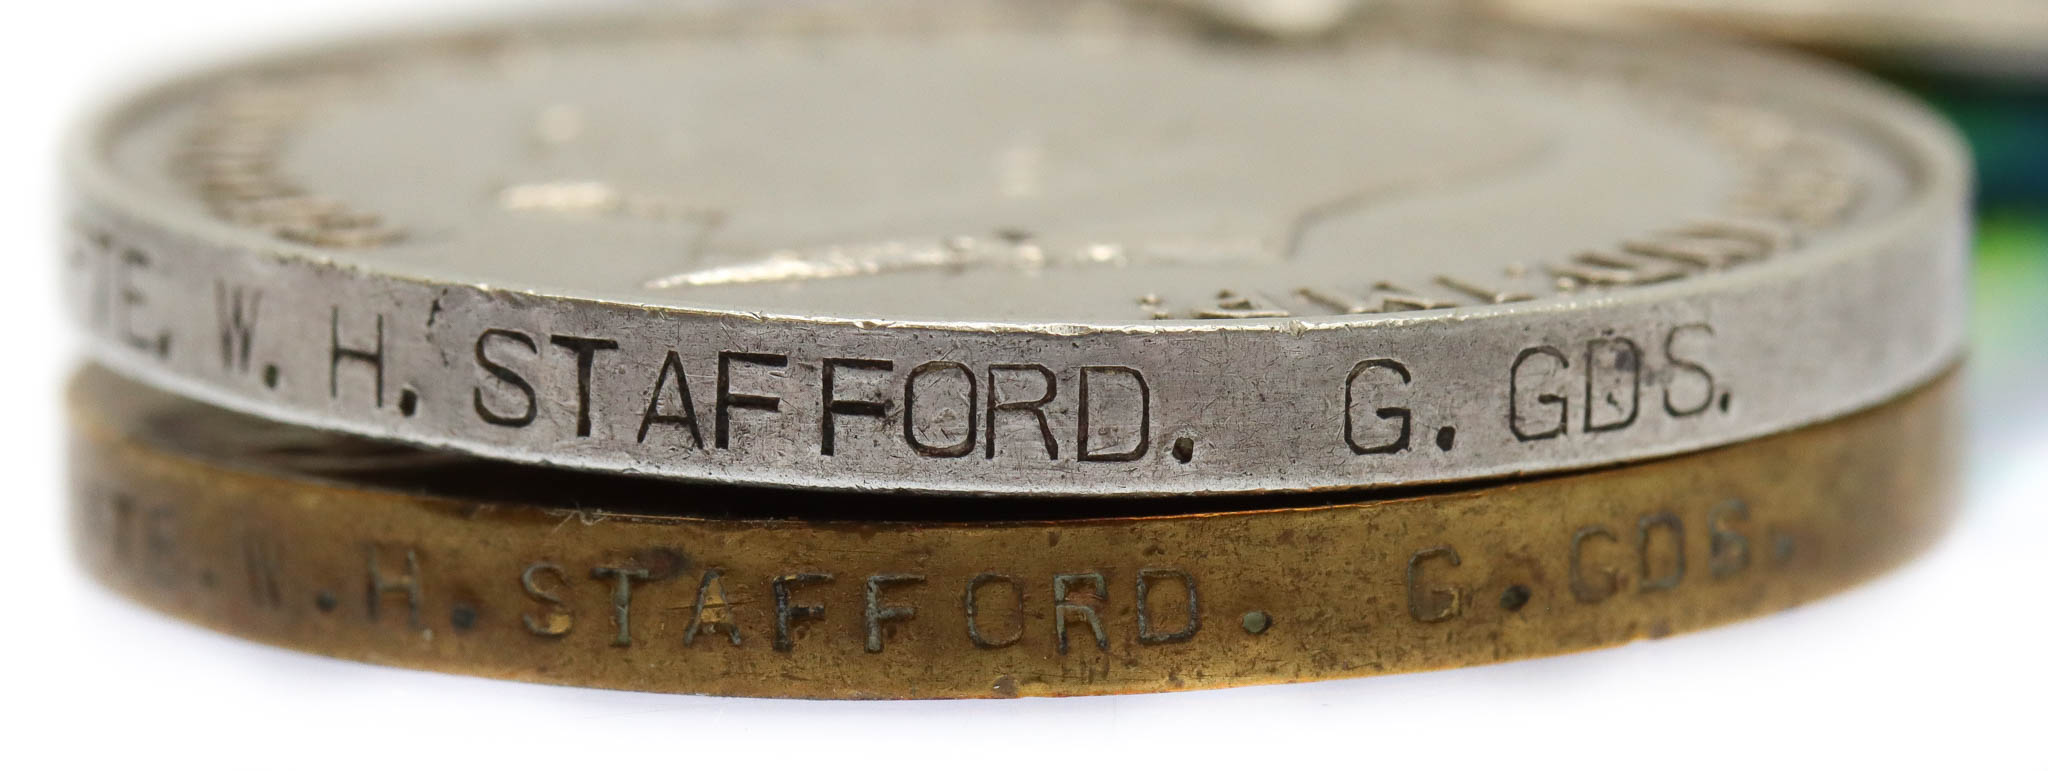 PTE. W. H. STAFFORD. G. GDS.
PTE. W. H. STAFFORD. G. GDS.